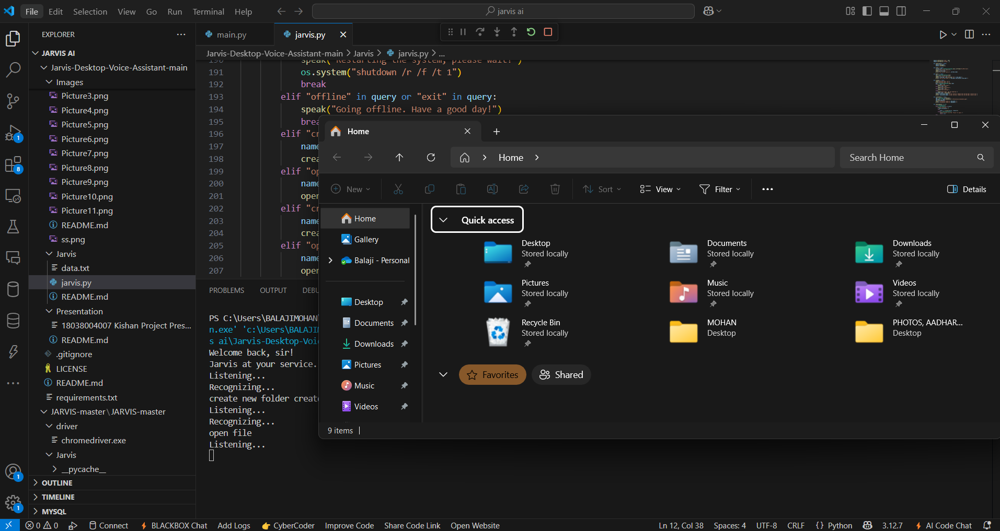 File Edit Selection View Go Run Terminal Help
jarvis ai
EXPLORER
JARVIS AI
Jarvis-Desktop-Voice-Assistant-main
Images
Picture3.png
Picture4.png
Picture5.png
Picture6.png
Picture7.png
Picture8.png
Picture9.png
Picture10.png
Picture11.png
README.md
ss.png
Jarvis
data.txt
jarvis.py
README.md
Presentation
18038004007 Kishan Project Pres...
README.md
.gitignore
LICENSE
README.md
requirements.txt
JARVIS-master\JARVIS-master
driver
chromedriver.exe
Jarvis
__pycache__
OUTLINE
TIMELINE
MYSQL
1
8
1
1
main.py
jarvis.py
Jarvis-Desktop-Voice-Assistant-main > Jarvis > jarvis.py > ...
190 speak("Restarting the system, please wait!")
191 os.system("shutdown /r /f /t 1")
192 break
193 elif "offline" in query or "exit" in query:
194 speak("Going offline. Have a good day!")
195 brea
196 elif "cr
197 name
198 crea
199 elif "op
200 name
201 open
202 elif "cr
203 name
204 crea
205 elif "op
206 name
207 open
PROBLEMS OUTPUT DEBU
PS C:\Users\BALAJIMOHAN
n.exe' 'c:\Users\BALAJIM
s ai\Jarvis-Desktop-Voic
Welcome back, sir!
Jarvis at your service.
Listening...
Recognizing...
create new folder create
Listening...
Recognizing...
open file
Listening...
Home
Home
Search Home
New
Sort
View
Filter
Details
Home
Gallery
Balaji - Personal
Desktop
Documents
Downloads
Pictures
Music
Videos
Quick access
Desktop
Stored locally
Documents
Stored locally
Downloads
Stored locally
Pictures
Stored locally
Music
Stored locally
Videos
Stored locally
Recycle Bin
Stored locally
MOHAN
Desktop
PHOTOS, AADHAR...
Desktop
Favorites
Shared
9 items
0 0 Connect BLACKBOX Chat Add Logs CyberCoder Improve Code Share Code Link Open Website
Ln 12, Col 38 Spaces: 4 UTF-8 CRLF {} Python 3.12.7 AI Code Chat